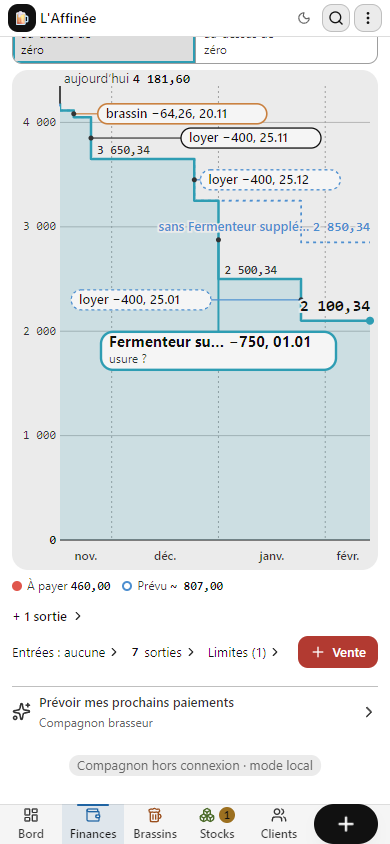 L'Affinée
zéro
zéro
aujourd'hui 4 181,60
brassin −64,26, 20.11
4 000
loyer −400, 25.11
3 650,34
loyer −400, 25.12
3 000
sans Fermenteur supplé… 2 850,34
2 500,34
loyer −400, 25.01
2 100,34
2 000
Fermenteur su… −750, 01.01
usure ?
1 000
0
nov. déc. janv. févr.
À payer 460,00 Prévu ~ 807,00
+ 1 sortie
Entrées : aucune 7 sorties Limites (1) + Vente
Prévoir mes prochains paiements
Compagnon brasseur
Compagnon hors connexion · mode local
1
Bord Finances Brassins Stocks Clients +